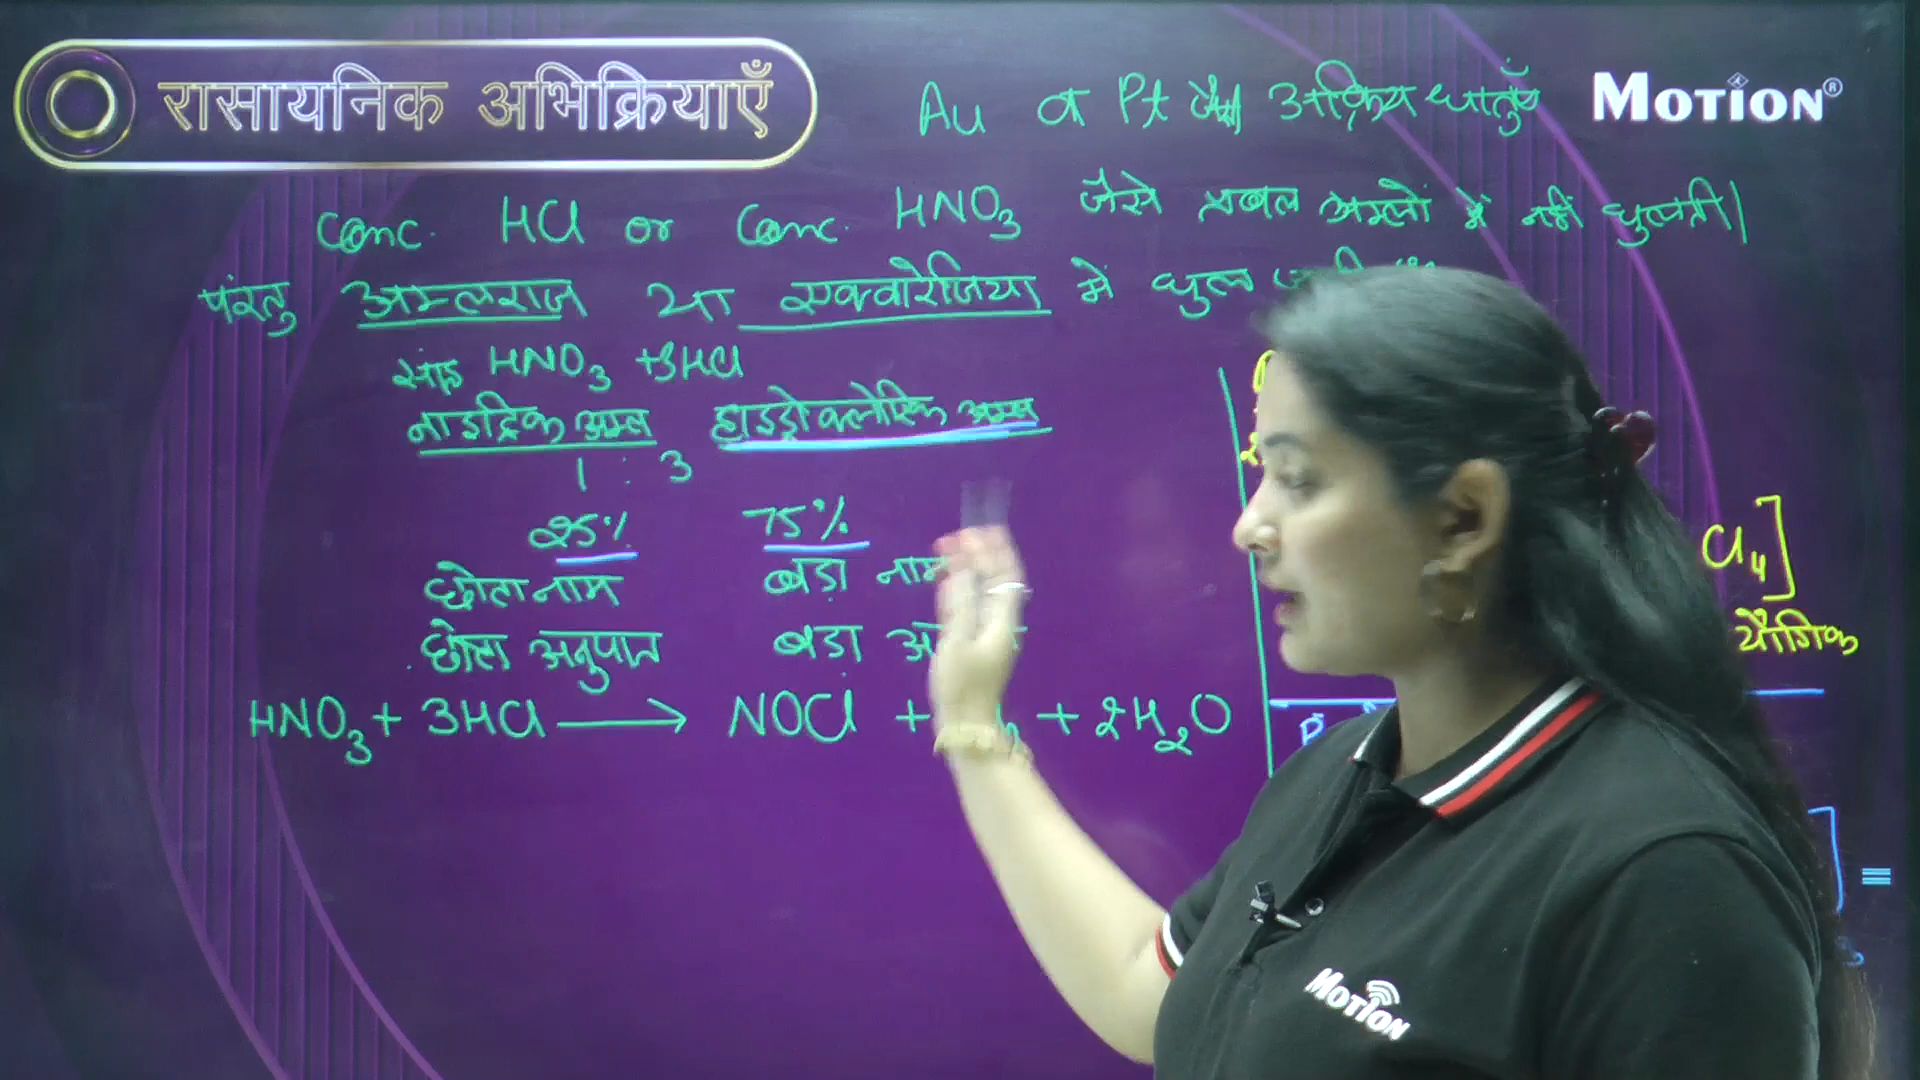 रासायनिक अभिक्रियाएँ
MOTION®
Au व Pt जैसी अक्रिय धातुएँ
Conc. HCl or Conc. HNO3 जैसे प्रबल अम्लों में नहीं घुलती।
परंतु अम्लराज या एक्वारेजिया में घुल
सांद्र HNO3 + 3HCl
नाइट्रिक अम्ल हाइड्रोक्लोरिक अम्ल
1 : 3
25% 75%
छोटा नाम बड़ा नाम
छोटा अनुपात बड़ा
HNO3 + 3HCl → NOCl + + 2H2O
Cl4]
यौगिक
MOTION